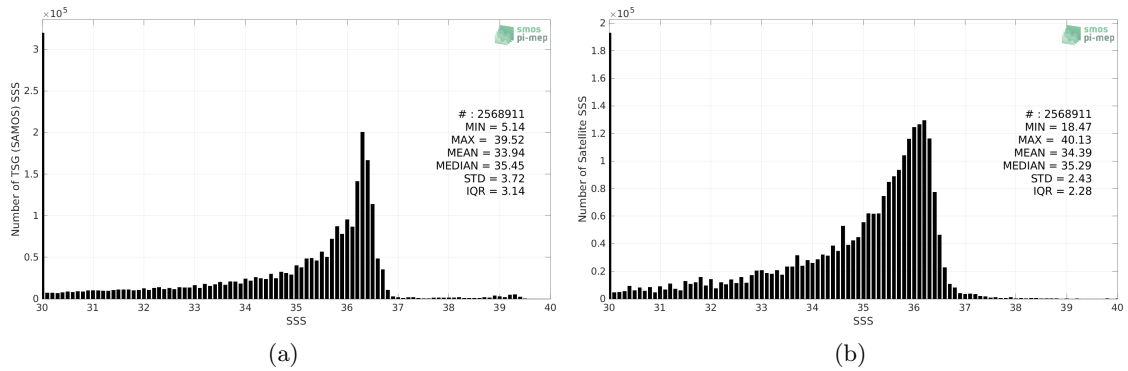 ×10^5
3
2.5
2
1.5
1
0.5
0
Number of TSG (SAMOS) SSS
smos
pi-mep
# : 2568911
MIN = 5.14
MAX = 39.52
MEAN = 33.94
MEDIAN = 35.45
STD = 3.72
IQR = 3.14
30 31 32 33 34 35 36 37 38 39 40
SSS
(a)
×10^5
2
1.8
1.6
1.4
1.2
1
0.8
0.6
0.4
0.2
0
Number of Satellite SSS
smos
pi-mep
# : 2568911
MIN = 18.47
MAX = 40.13
MEAN = 34.39
MEDIAN = 35.29
STD = 2.43
IQR = 2.28
30 31 32 33 34 35 36 37 38 39 40
SSS
(b)